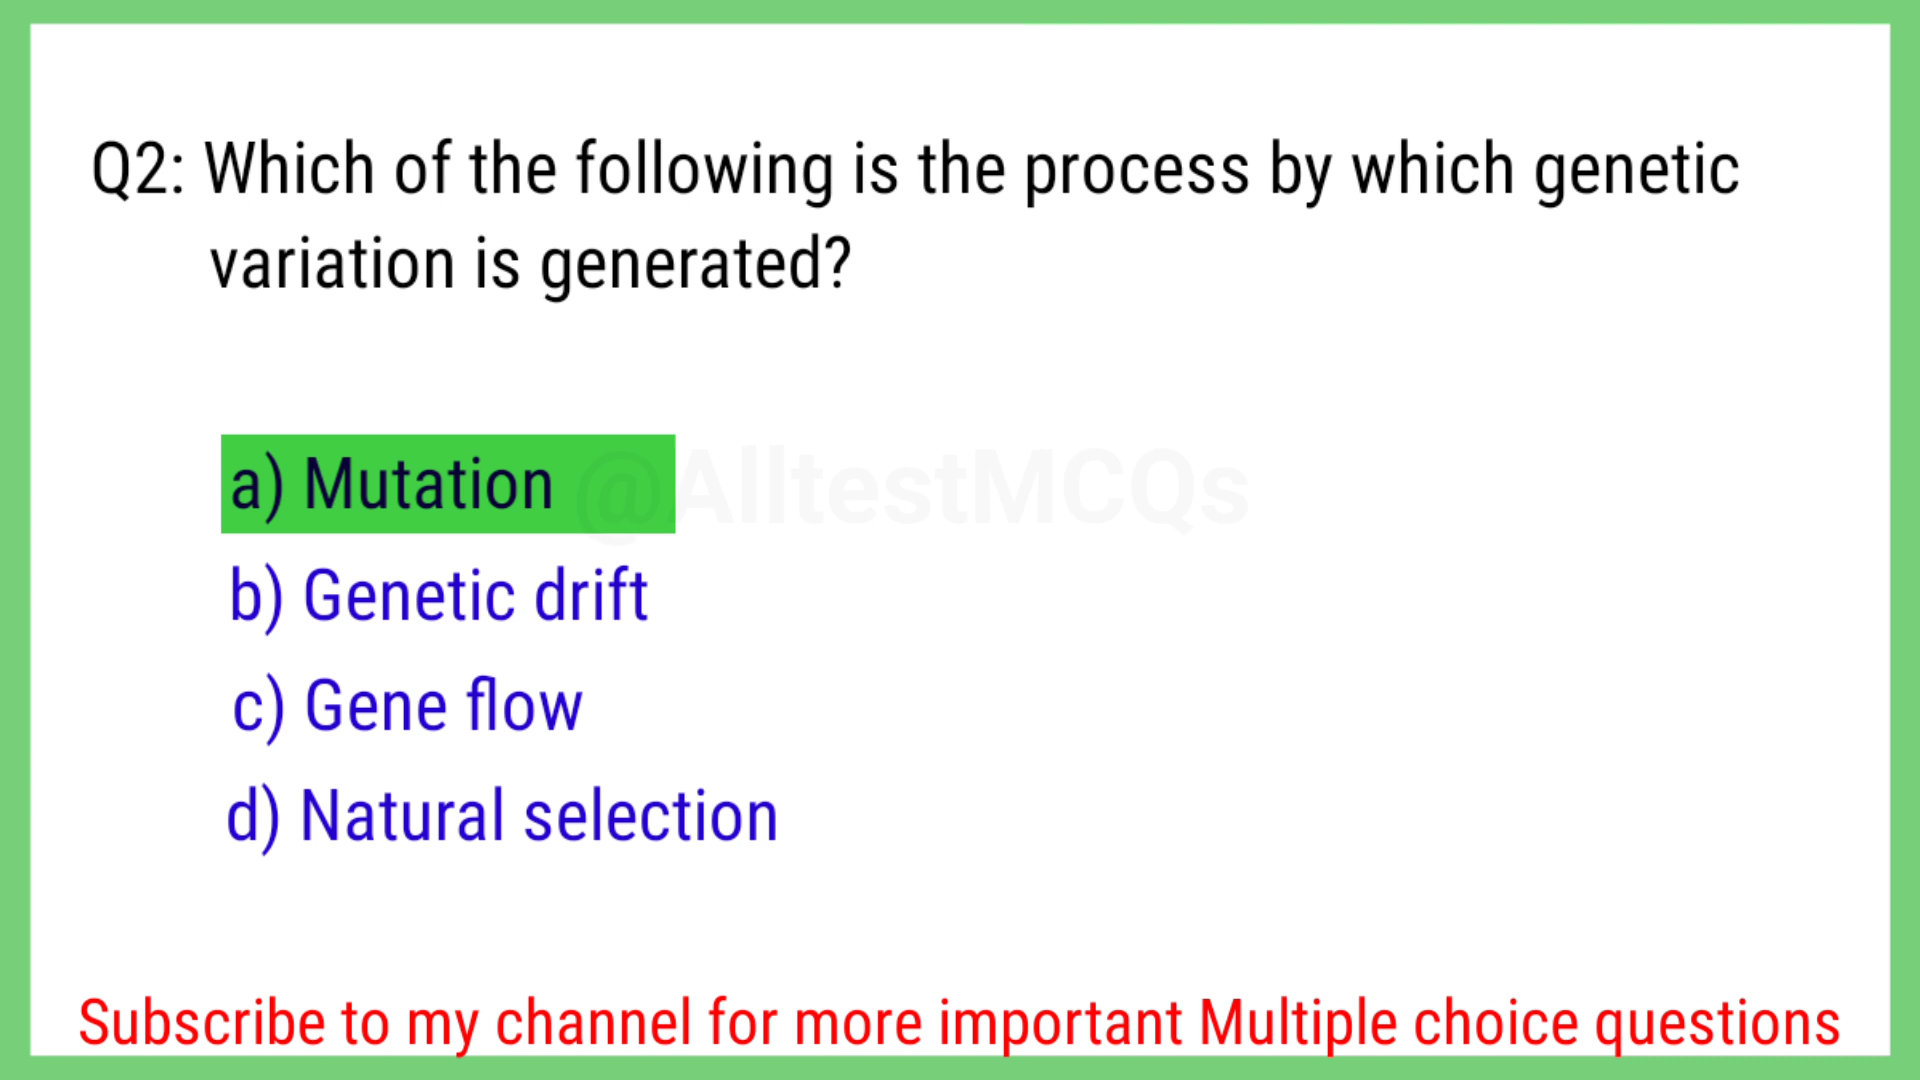 Q2: Which of the following is the process by which genetic
variation is generated?
a) Mutation
@AlltestMCQs
b) Genetic drift
c) Gene flow
d) Natural selection
Subscribe to my channel for more important Multiple choice questions